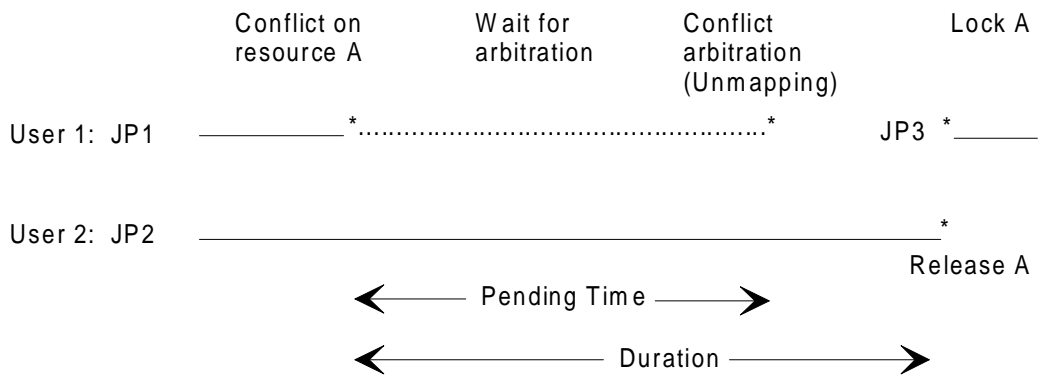 Conflict on
resource A
Wait for
arbitration
Conflict
arbitration
(Unmapping)
Lock A
User 1: JP1
*
*
JP3 *
User 2: JP2
*
Release A
Pending Time
Duration